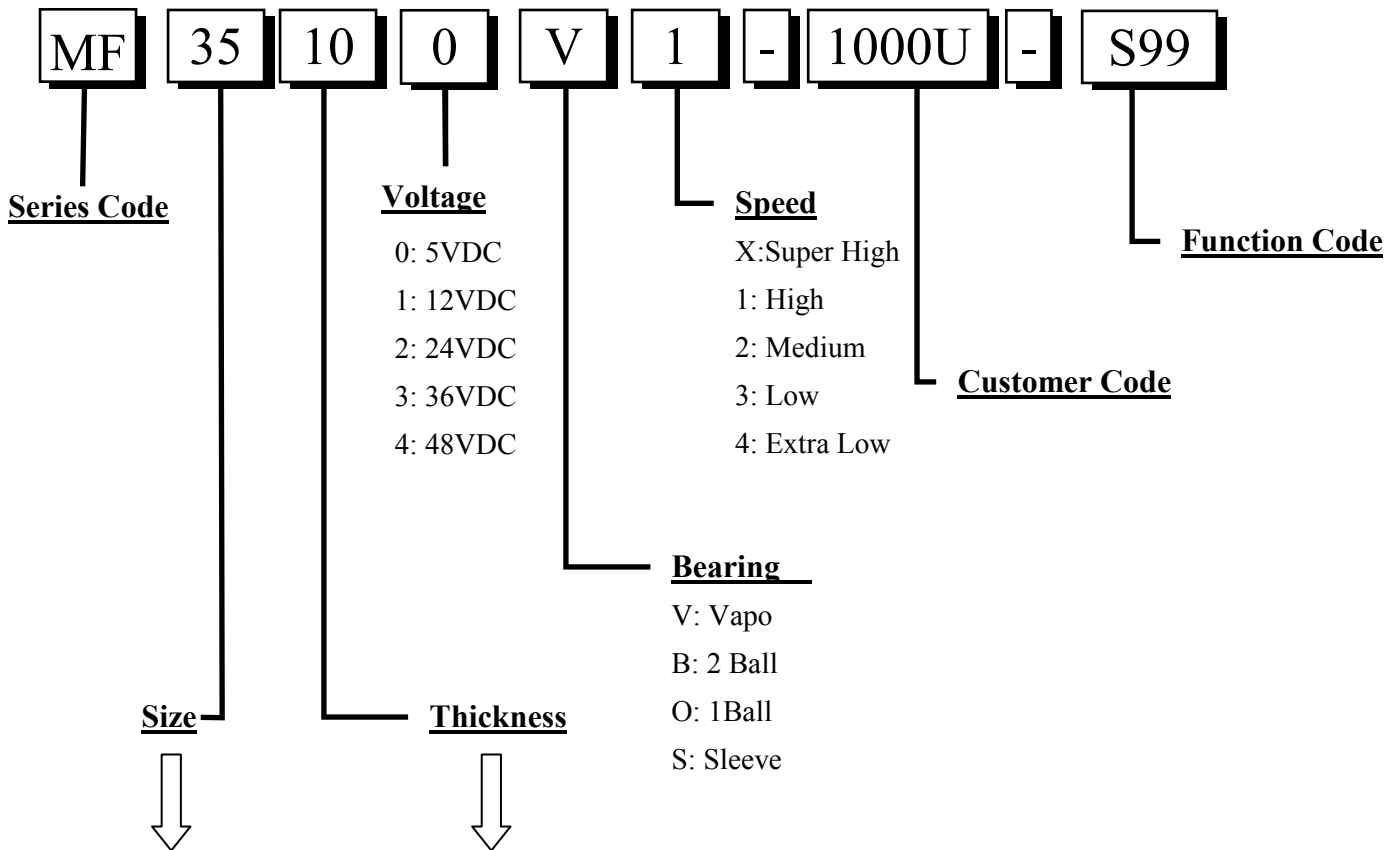 MF 35 10 0 V 1 - 1000U - S99
Series Code
Voltage
0: 5VDC
1: 12VDC
2: 24VDC
3: 36VDC
4: 48VDC
Speed
X:Super High
1: High
2: Medium
3: Low
4: Extra Low
Function Code
Customer Code
Bearing
V: Vapo
B: 2 Ball
O: 1Ball
S: Sleeve
Size
Thickness